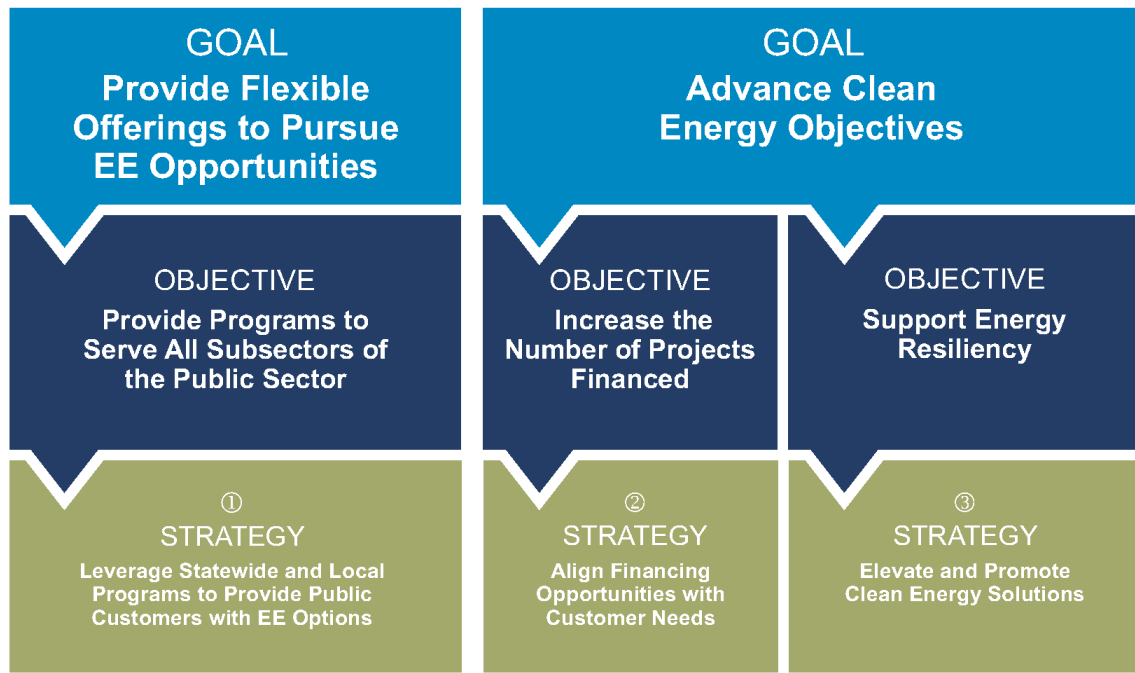 GOAL
Provide Flexible
Offerings to Pursue
EE Opportunities
GOAL
Advance Clean
Energy Objectives
OBJECTIVE
Provide Programs to
Serve All Subsectors of
the Public Sector
OBJECTIVE
Increase the
Number of Projects
Financed
OBJECTIVE
Support Energy
Resiliency
①
STRATEGY
Leverage Statewide and Local
Programs to Provide Public
Customers with EE Options
②
STRATEGY
Align Financing
Opportunities with
Customer Needs
③
STRATEGY
Elevate and Promote
Clean Energy Solutions